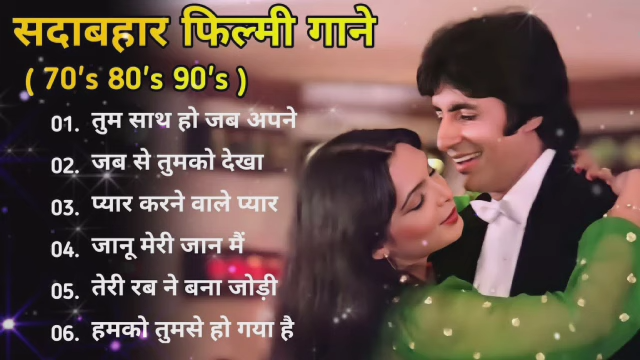 सदाबहार फिल्मी गाने
( 70's 80's 90's )
01. तुम साथ हो जब अपने
02. जब से तुमको देखा
03. प्यार करने वाले प्यार
04. जानू मेरी जान मैं
05. तेरी रब ने बना जोड़ी
06. हमको तुमसे हो गया है